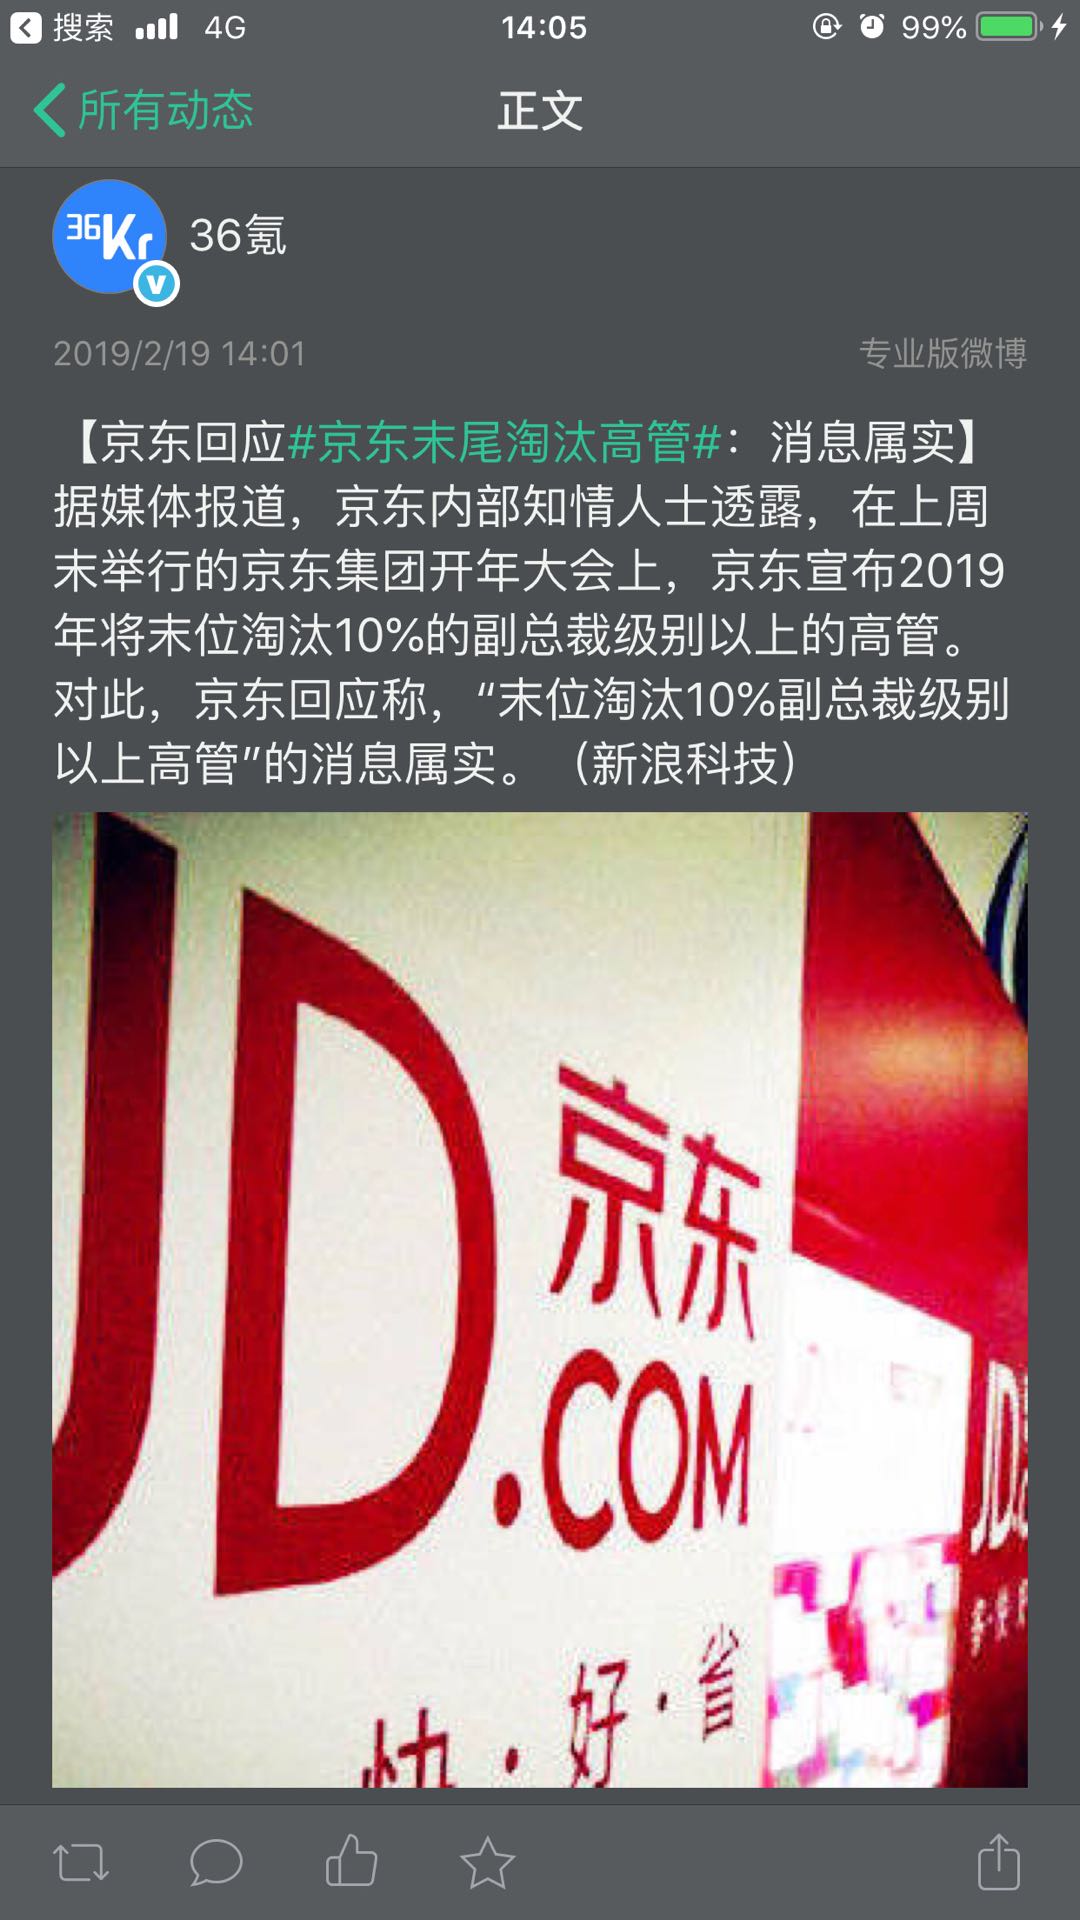 搜索 4G 14:05 99%
所有动态 正文
36Kr
36氪
2019/2/19 14:01 专业版微博
【京东回应#京东末尾淘汰高管#：消息属实】
据媒体报道，京东内部知情人士透露，在上周
末举行的京东集团开年大会上，京东宣布2019
年将末位淘汰10%的副总裁级别以上的高管。
对此，京东回应称，“末位淘汰10%副总裁级别
以上高管”的消息属实。（新浪科技）
JD
京东
.COM
快·好·省
JD